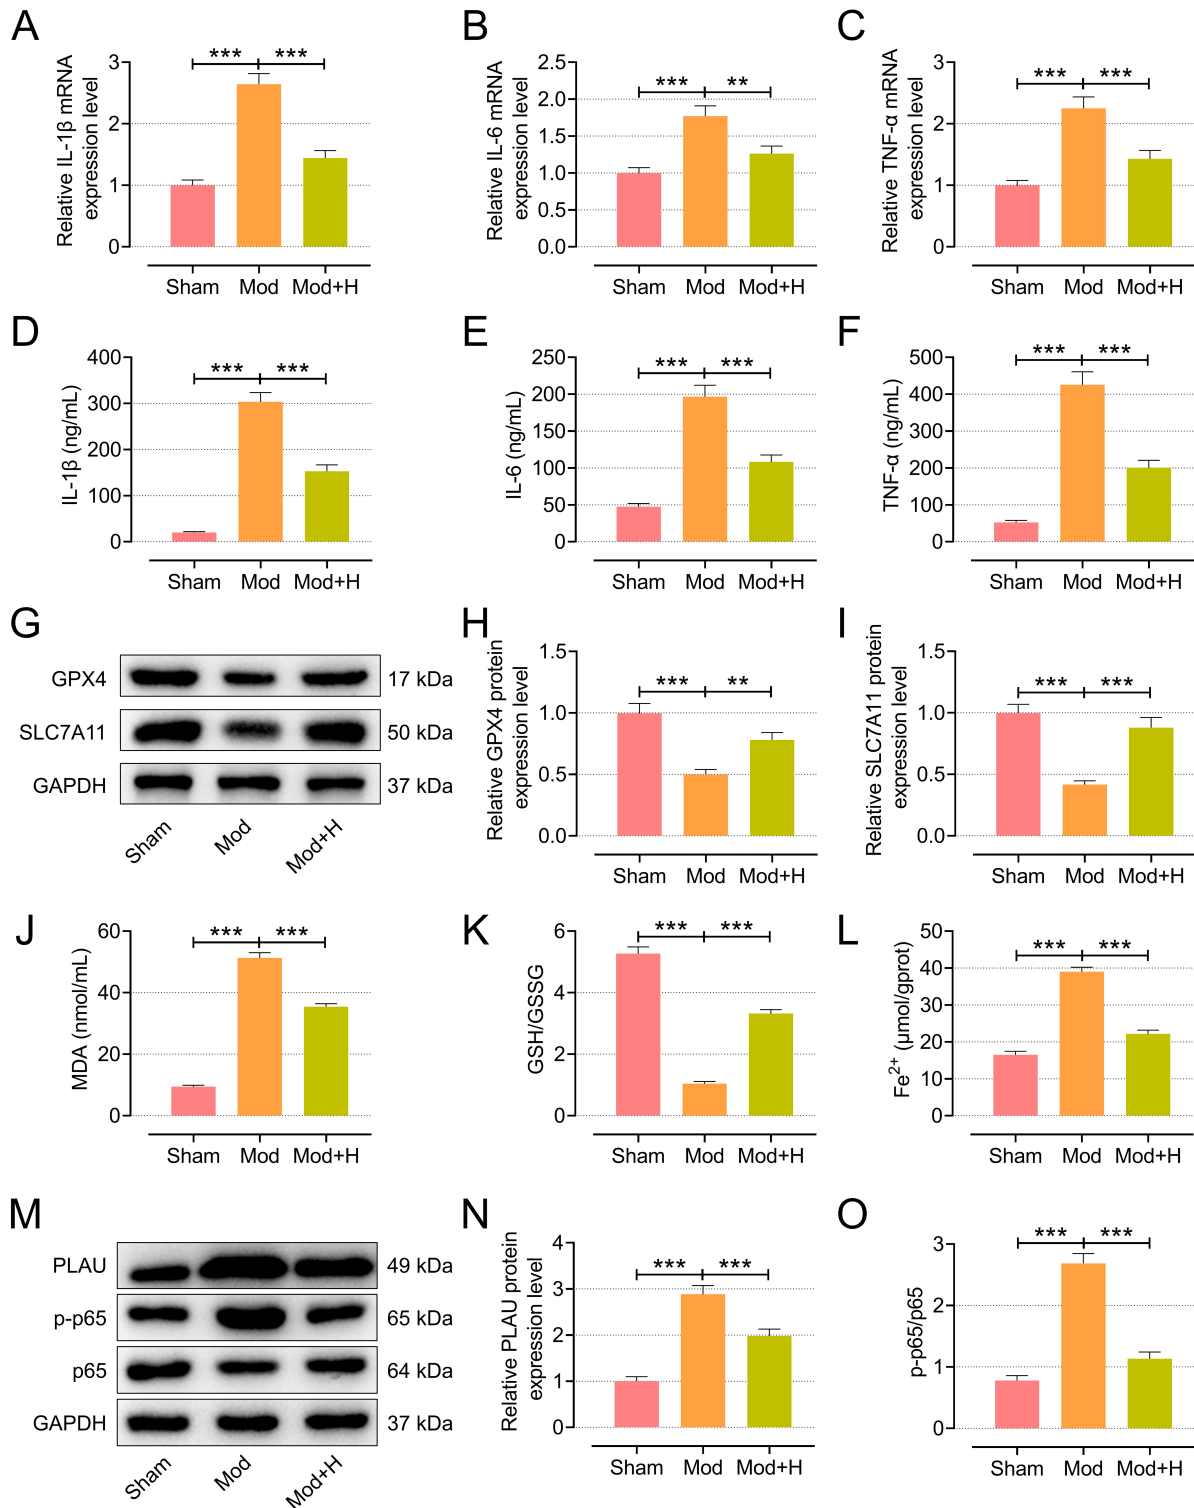 A
Relative IL-1β mRNA
expression level
3
2
1
0
***
***
Sham Mod Mod+H
B
Relative IL-6 mRNA
expression level
2.5
2.0
1.5
1.0
0.5
0.0
***
**
Sham Mod Mod+H
C
Relative TNF-α mRNA
expression level
3
2
1
0
***
***
Sham Mod Mod+H
D
IL-1β (ng/mL)
400
300
200
100
0
***
***
Sham Mod Mod+H
E
IL-6 (ng/mL)
250
200
150
100
50
0
***
***
Sham Mod Mod+H
F
TNF-α (ng/mL)
500
400
300
200
100
0
***
***
Sham Mod Mod+H
G
GPX4 17 kDa
SLC7A11 50 kDa
GAPDH 37 kDa
Sham Mod Mod+H
H
Relative GPX4 protein
expression level
1.5
1.0
0.5
0.0
***
**
Sham Mod Mod+H
I
Relative SLC7A11 protein
expression level
1.5
1.0
0.5
0.0
***
***
Sham Mod Mod+H
J
MDA (nmol/mL)
60
40
20
0
***
***
Sham Mod Mod+H
K
GSH/GSSG
6
4
2
0
***
***
Sham Mod Mod+H
L
Fe²⁺ (μmol/gprot)
50
40
30
20
10
0
***
***
Sham Mod Mod+H
M
PLAU 49 kDa
p-p65 65 kDa
p65 64 kDa
GAPDH 37 kDa
Sham Mod Mod+H
N
Relative PLAU protein
expression level
4
3
2
1
0
***
***
Sham Mod Mod+H
O
p-p65/p65
3
2
1
0
***
***
Sham Mod Mod+H